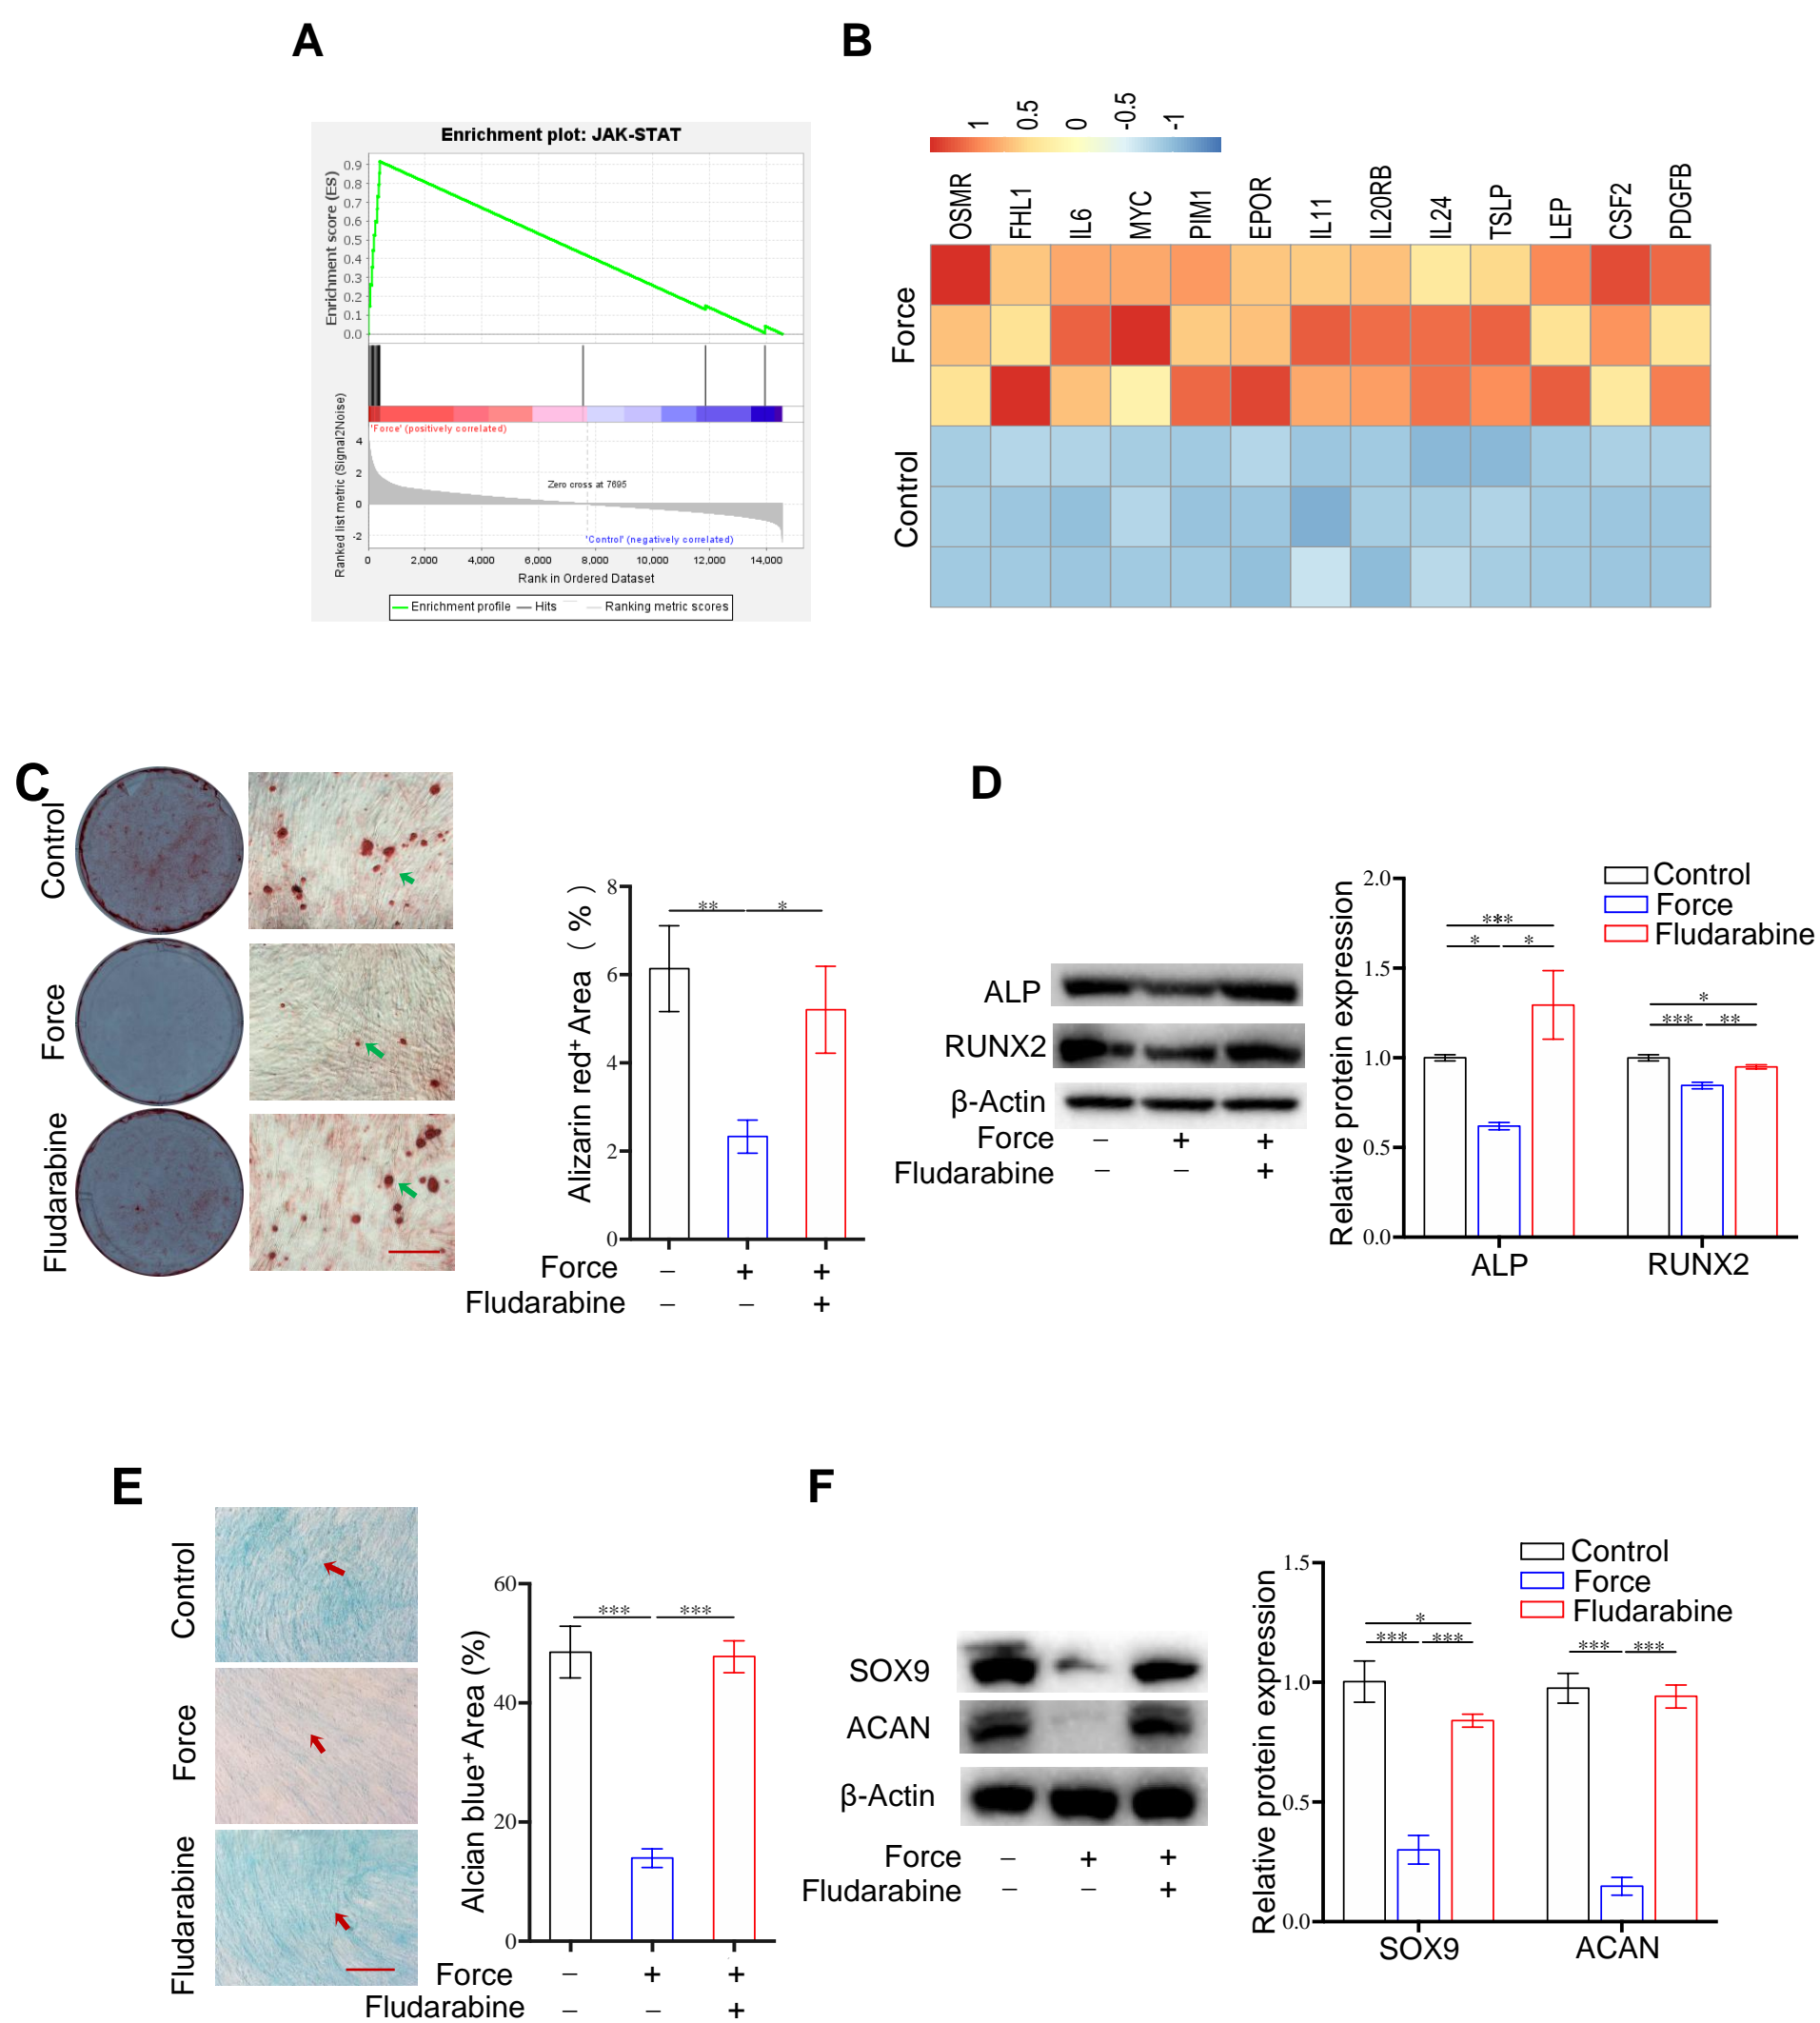 A
Enrichment plot: JAK-STAT
Enrichment score (ES)
0.9
0.8
0.7
0.6
0.5
0.4
0.3
0.2
0.1
0.0
'Force' (positively correlated)
Ranked list metric (Signal2Noise)
4
2
0
-2
Zero cross at 7695
'Control' (negatively correlated)
0 2,000 4,000 6,000 8,000 10,000 12,000 14,000
Rank in Ordered Dataset
Enrichment profile Hits Ranking metric scores
B
1 0.5 0 -0.5 -1
OSMR FHL1 IL6 MYC PIM1 EPOR IL11 IL20RB IL24 TSLP LEP CSF2 PDGFB
Force
Control
C
Control
Force
Fludarabine
Alizarin red+ Area (%)
8
6
4
2
0
** *
Force – + +
Fludarabine – – +
D
ALP
RUNX2
β-Actin
Force – + +
Fludarabine – – +
Relative protein expression
2.0
1.5
1.0
0.5
0.0
Control
Force
Fludarabine
***
* *
*
*** **
ALP RUNX2
E
Control
Force
Fludarabine
Alcian blue+ Area (%)
60
40
20
0
*** ***
Force – + +
Fludarabine – – +
F
SOX9
ACAN
β-Actin
Force – + +
Fludarabine – – +
Relative protein expression
1.5
1.0
0.5
0.0
Control
Force
Fludarabine
*
*** ***
*** ***
SOX9 ACAN